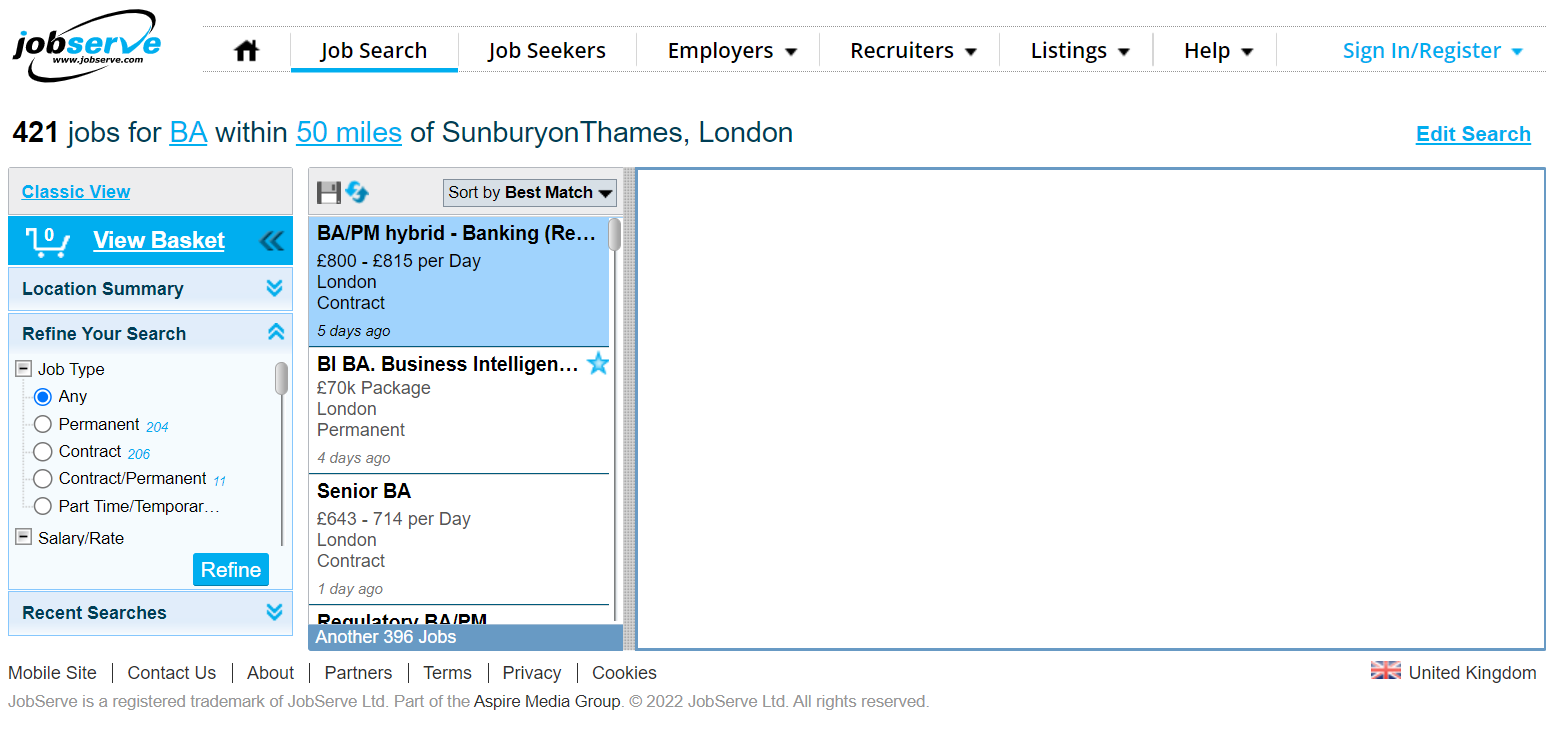 jobserve
www.jobserve.com
Job Search
Job Seekers
Employers
Recruiters
Listings
Help
Sign In/Register
421 jobs for BA within 50 miles of SunburyonThames, London
Edit Search
Classic View
0
View Basket
Location Summary
Refine Your Search
Job Type
Any
Permanent 204
Contract 206
Contract/Permanent 11
Part Time/Temporar…
Salary/Rate
Refine
Recent Searches
Sort by Best Match
BA/PM hybrid - Banking (Re…
£800 - £815 per Day
London
Contract
5 days ago
BI BA. Business Intelligen…
£70k Package
London
Permanent
4 days ago
Senior BA
£643 - 714 per Day
London
Contract
1 day ago
Regulatory BA/PM
Another 396 Jobs
Mobile Site
Contact Us
About
Partners
Terms
Privacy
Cookies
United Kingdom
JobServe is a registered trademark of JobServe Ltd. Part of the Aspire Media Group. © 2022 JobServe Ltd. All rights reserved.